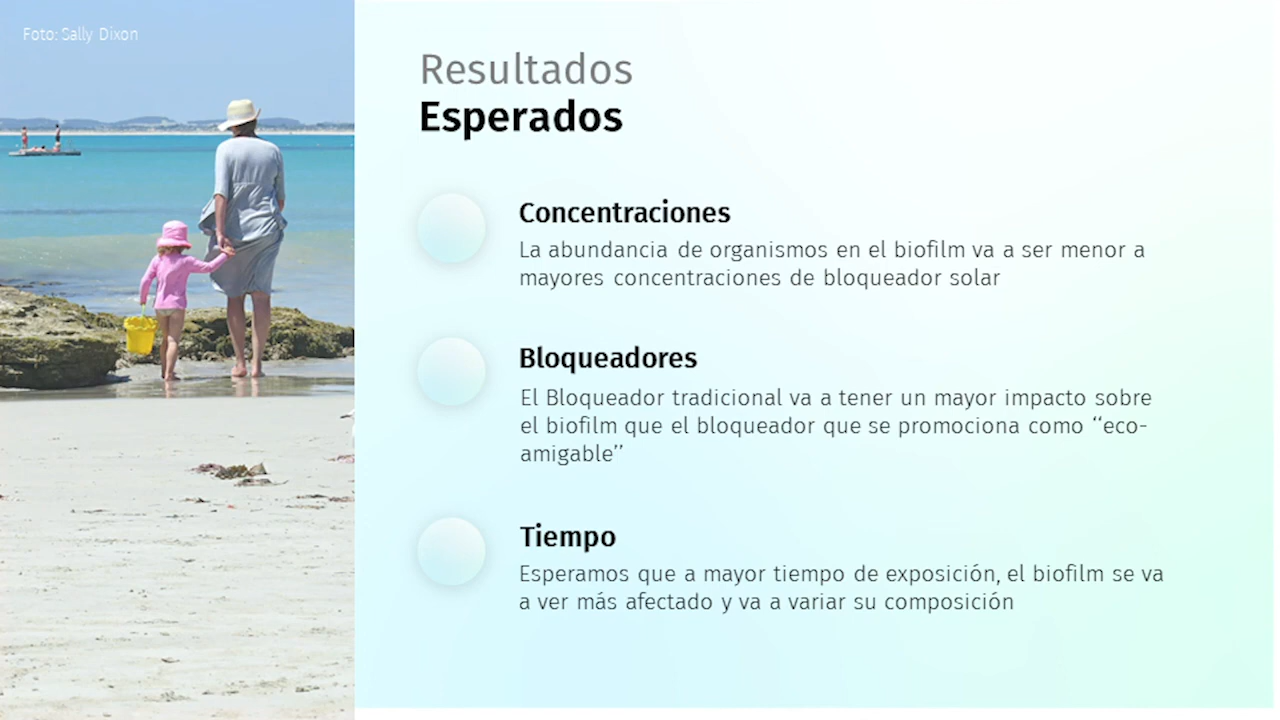 Foto: Sally Dixon
Resultados
Esperados
Concentraciones
La abundancia de organismos en el biofilm va a ser menor a
mayores concentraciones de bloqueador solar
Bloqueadores
El Bloqueador tradicional va a tener un mayor impacto sobre
el biofilm que el bloqueador que se promociona como ‘‘eco-
amigable’’
Tiempo
Esperamos que a mayor tiempo de exposición, el biofilm se va
a ver más afectado y va a variar su composición